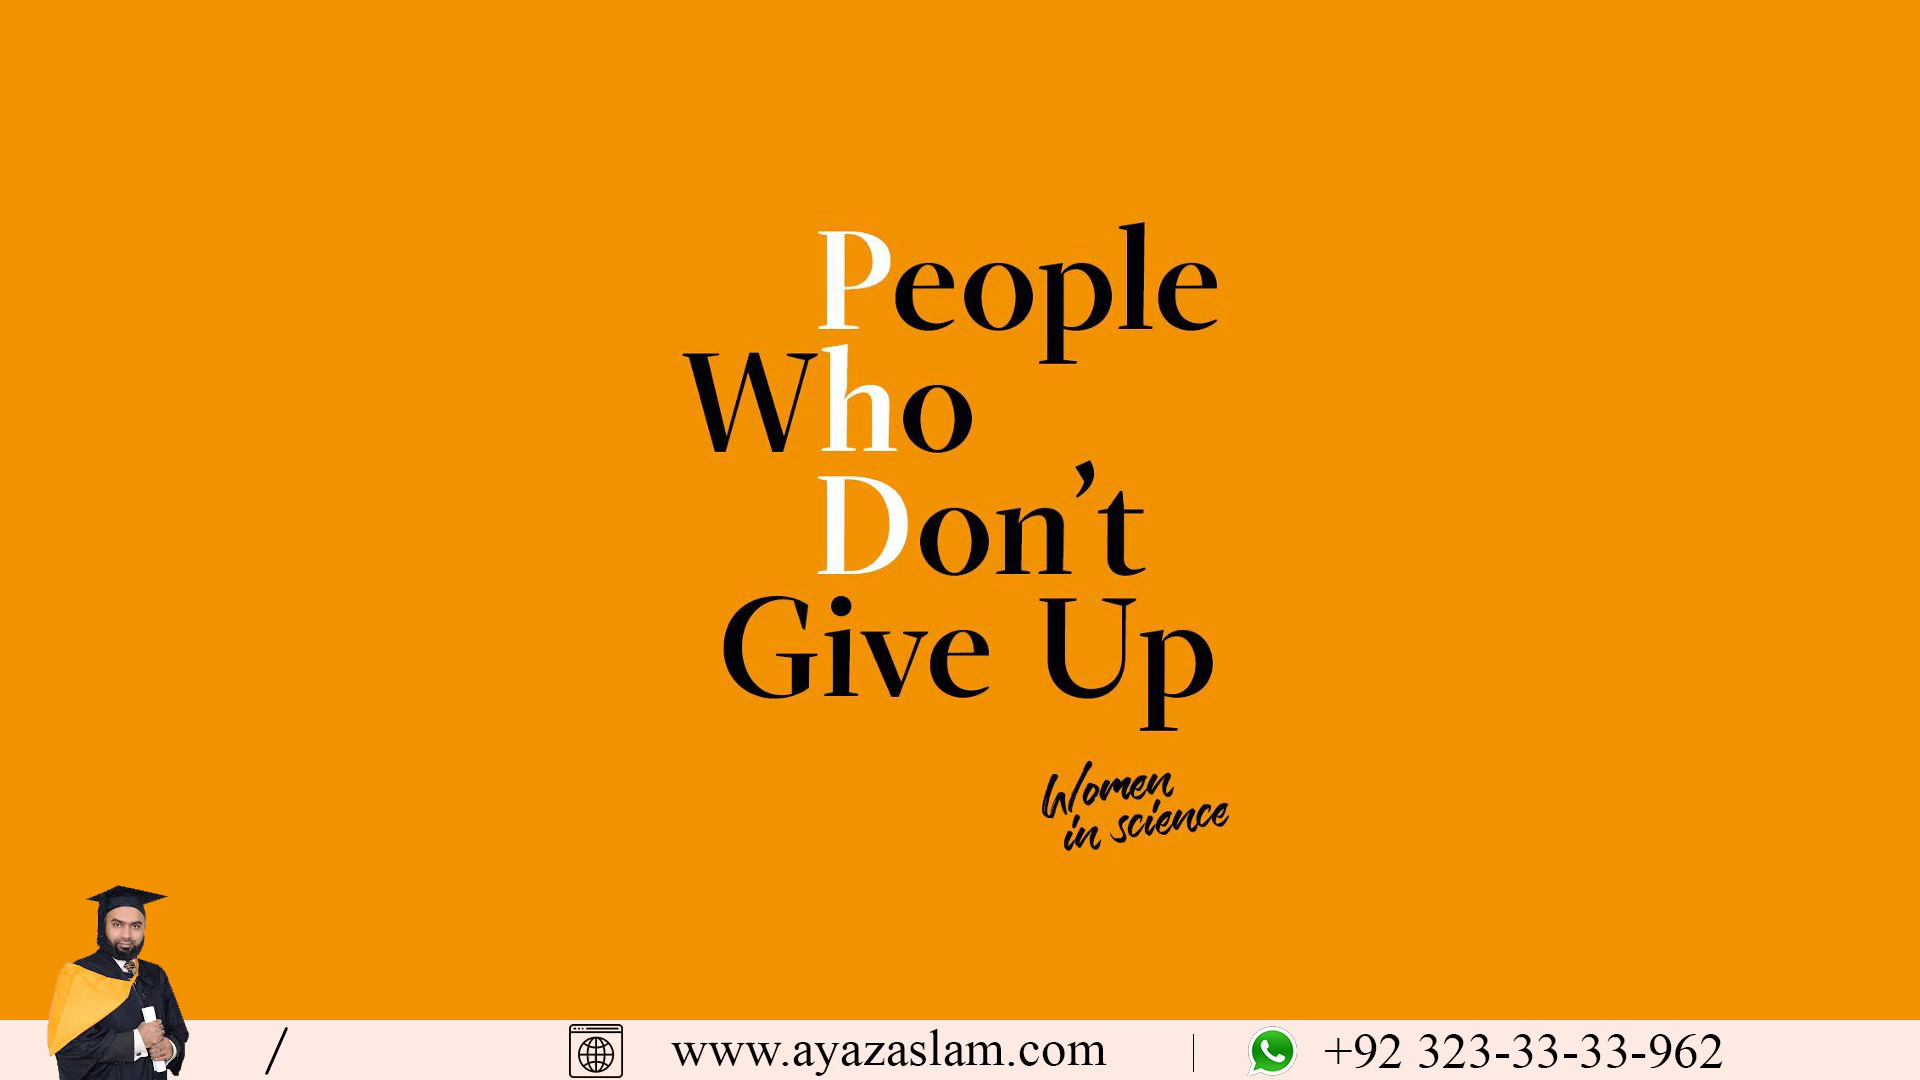 People
Who
Don’t
Give Up
Women
in science
/
www.ayazaslam.com
|
+92 323-33-33-962